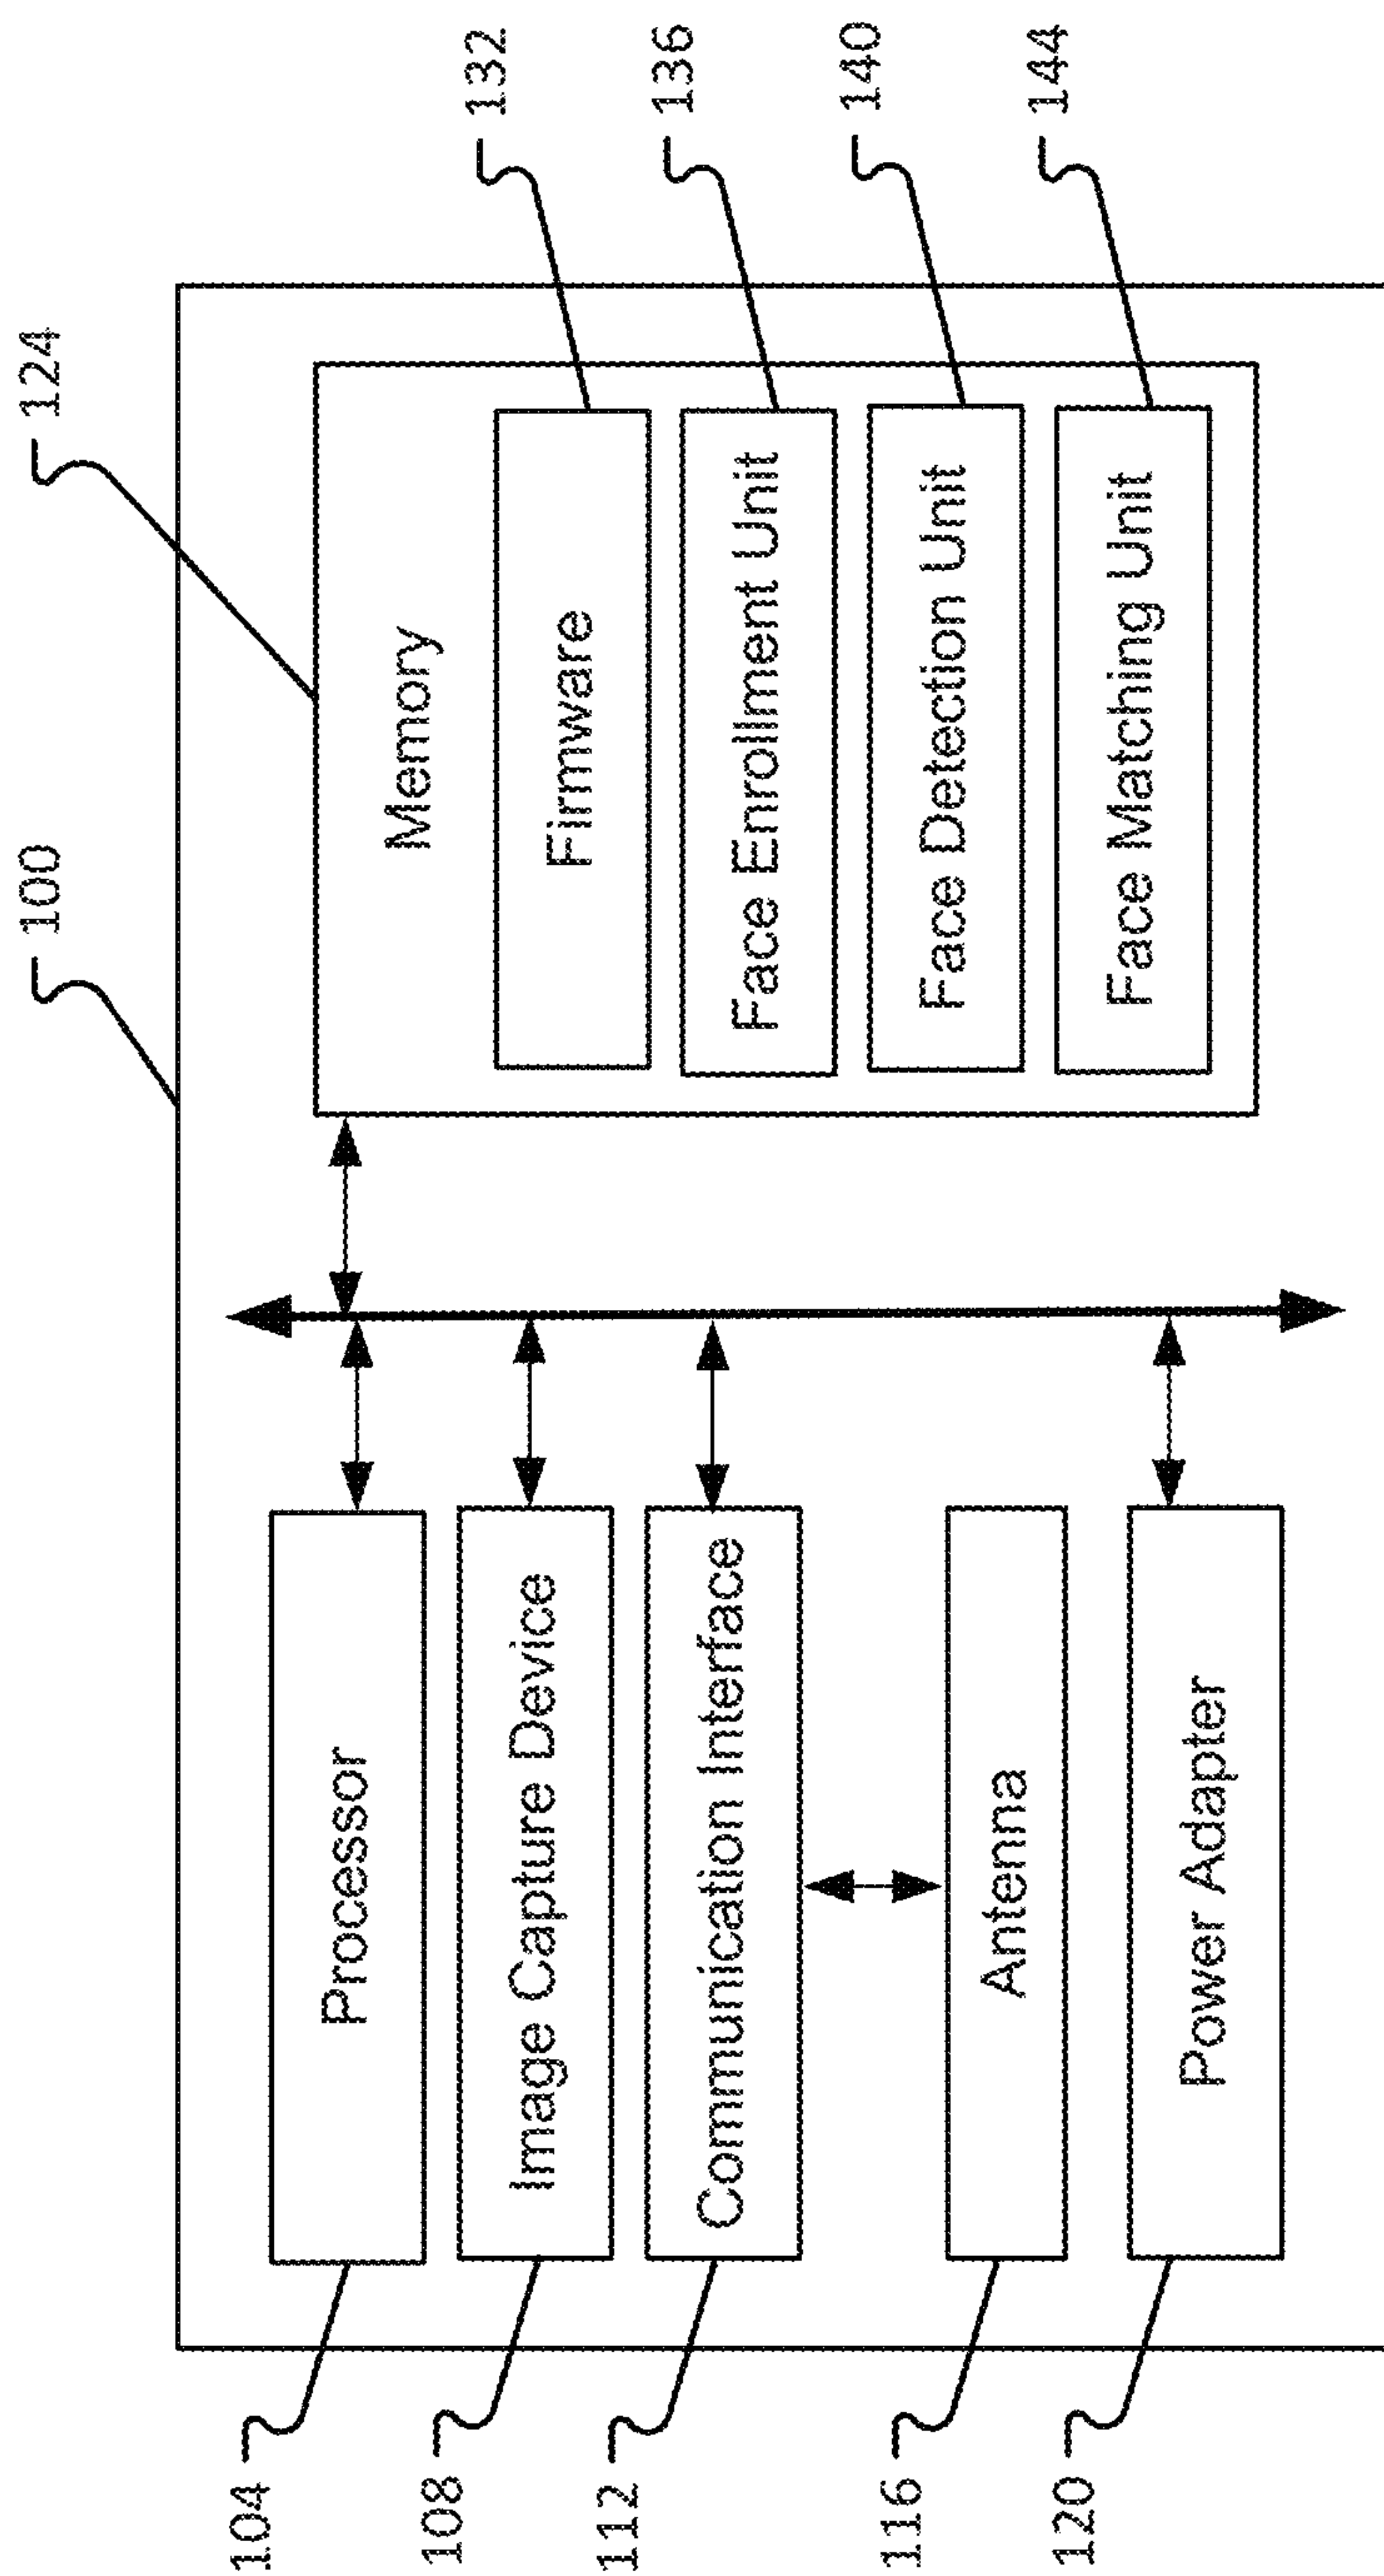 100
124
104
Processor
108
Image Capture Device
112
Communication Interface
116
Antenna
120
Power Adapter
Memory
Firmware
132
Face Enrollment Unit
136
Face Detection Unit
140
Face Matching Unit
144